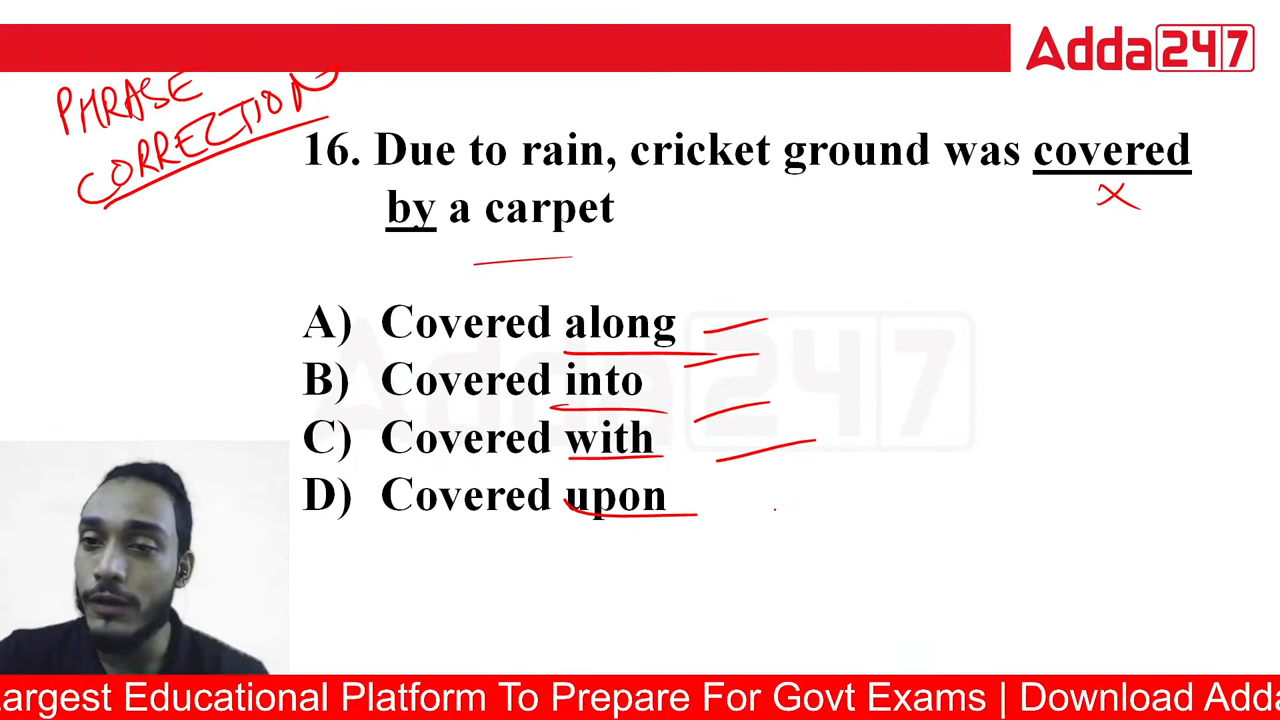 Adda247
PHRASE
CORRECTION
16. Due to rain, cricket ground was covered
by a carpet
A) Covered along
B) Covered into
C) Covered with
D) Covered upon
Largest Educational Platform To Prepare For Govt Exams | Download Adda